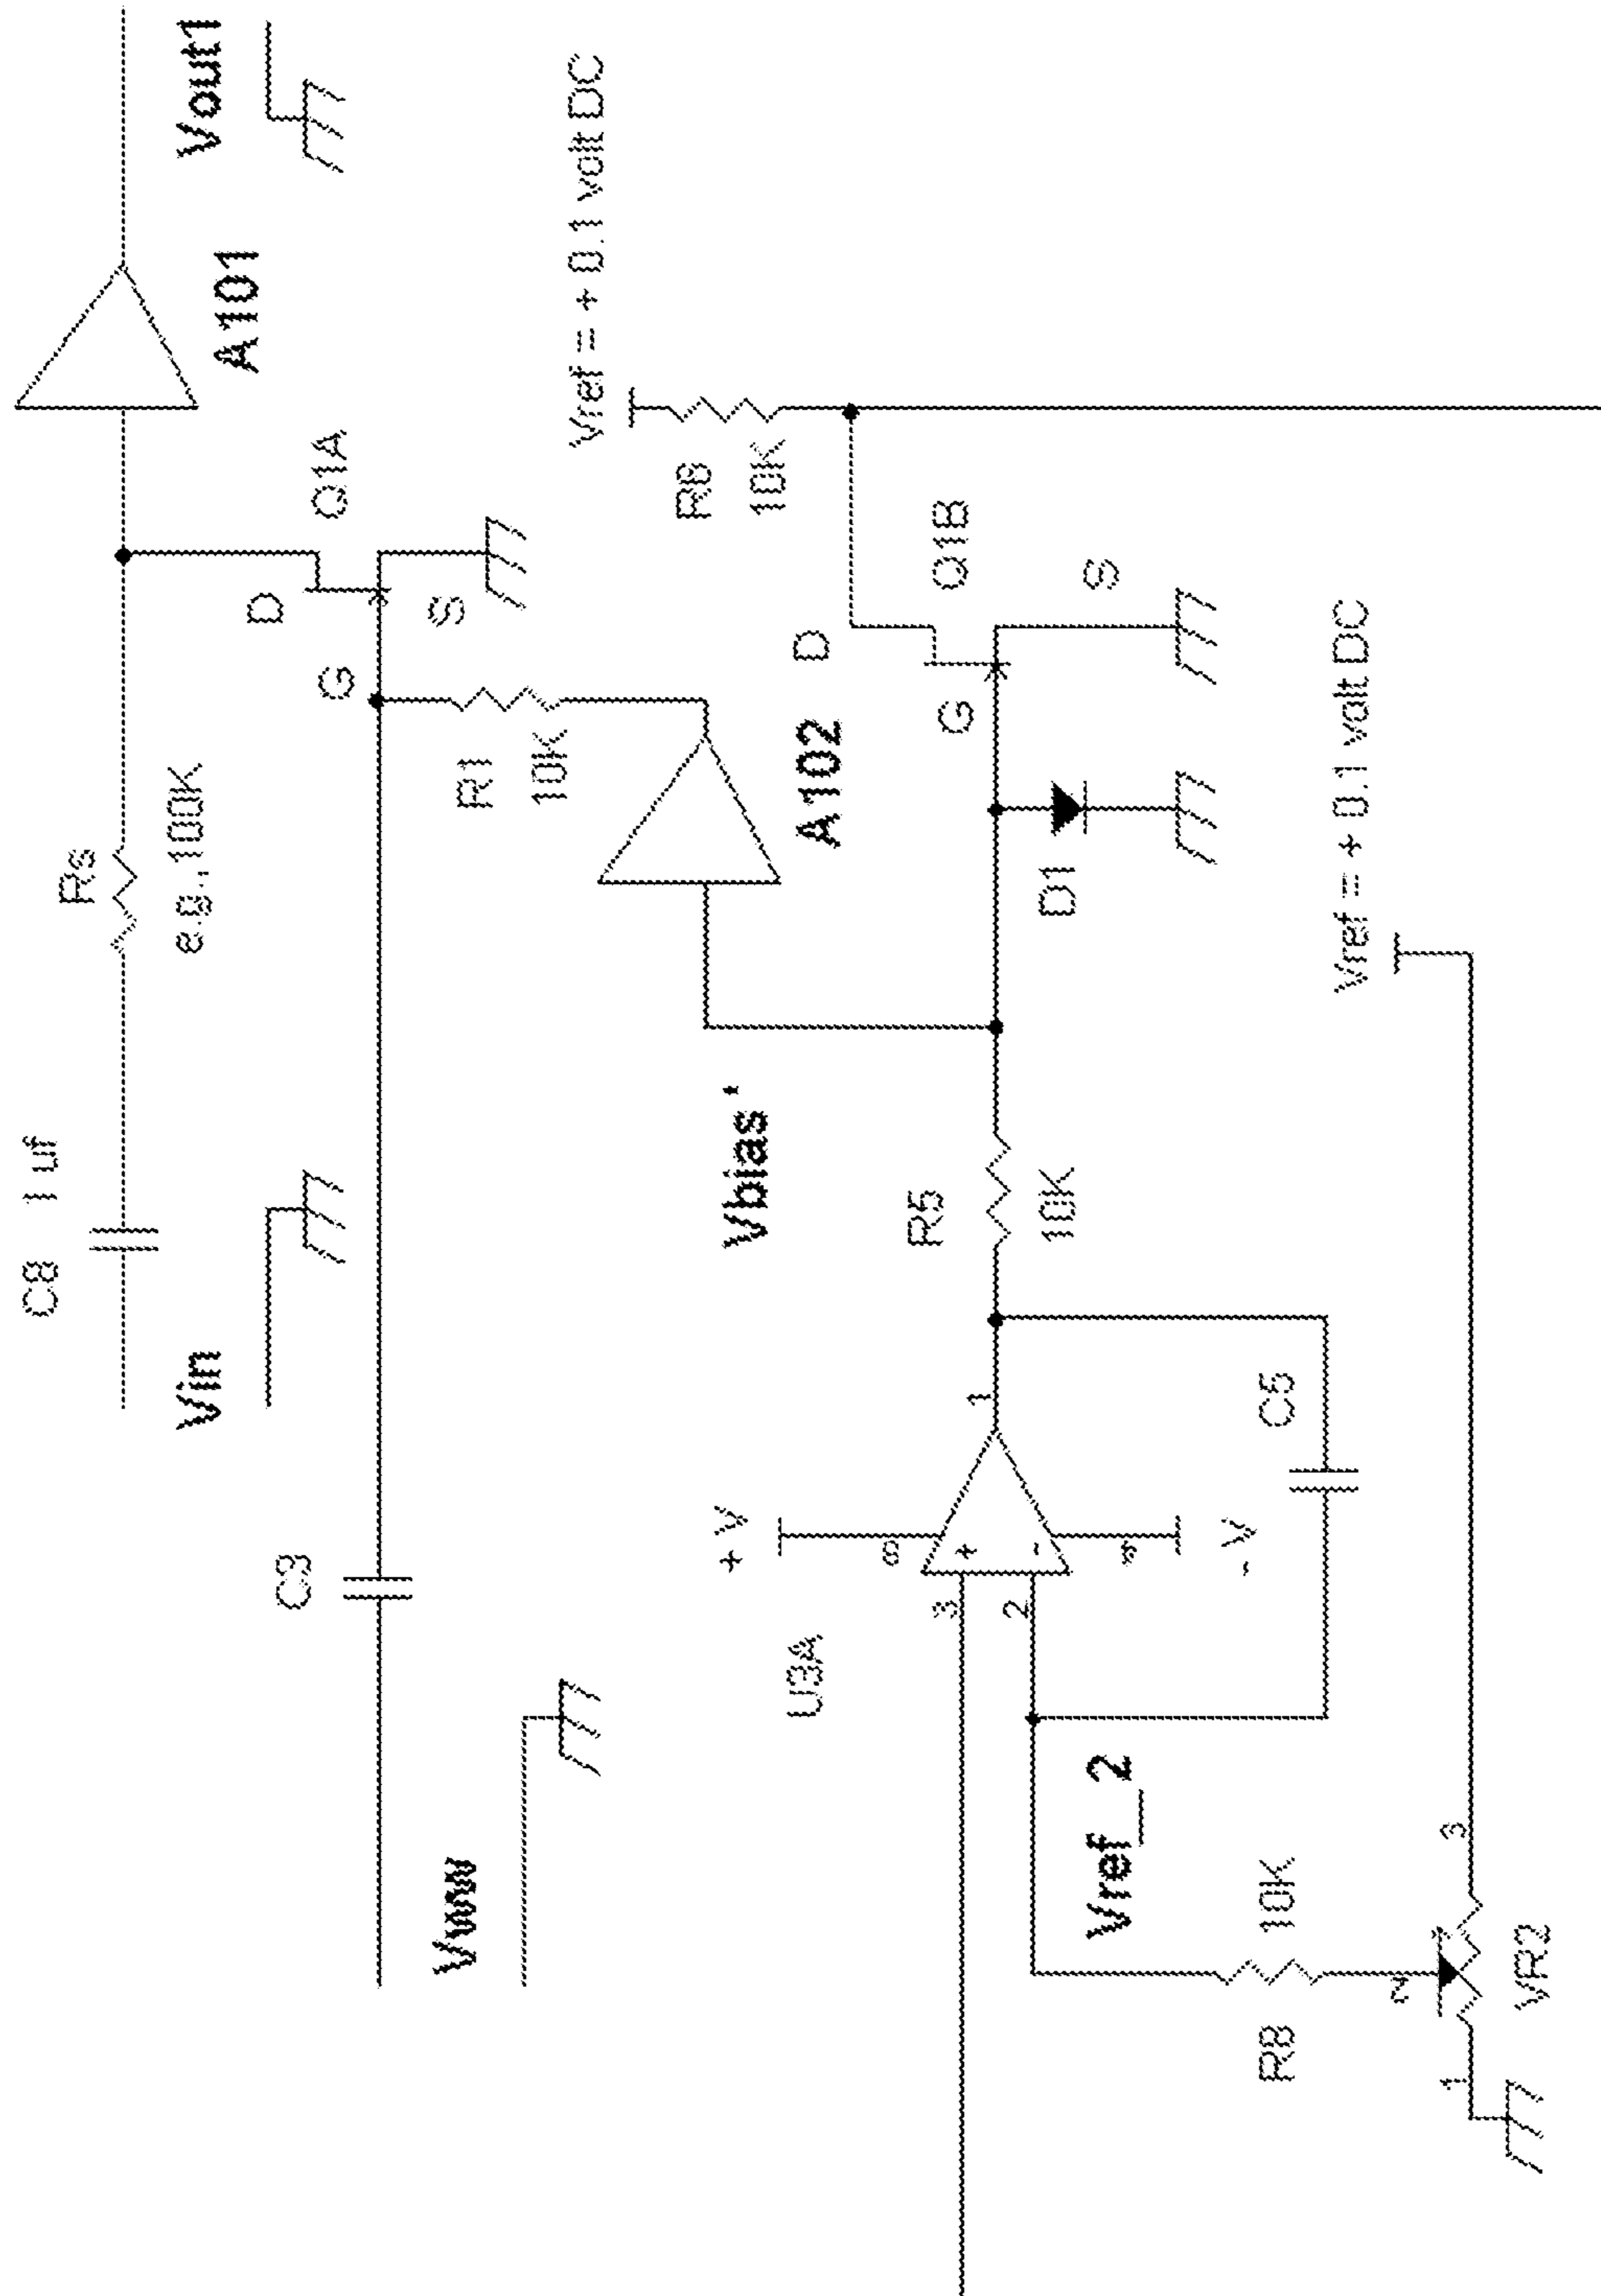 C8 1 uf
Rs
e.g.,100K
Vin
Vout1
A101
D
Q1A
G
S
C3
Vww
R1
10K
A102
Vref = + 0.1 volt DC
R6
10K
D
Q1B
G
S
Vbias'
R5
10K
D1
U3A
+ V
8
3
+
2
-
1
4
- V
C5
Vref_2
Vref = + 0.1 volt DC
R8
10K
2
1
3
VR2